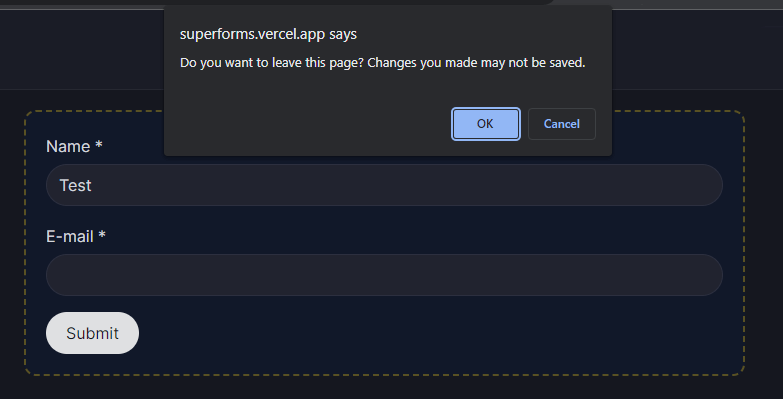 superforms.vercel.app says
Do you want to leave this page? Changes you made may not be saved.
OK
Cancel
Name *
Test
E-mail *
Submit